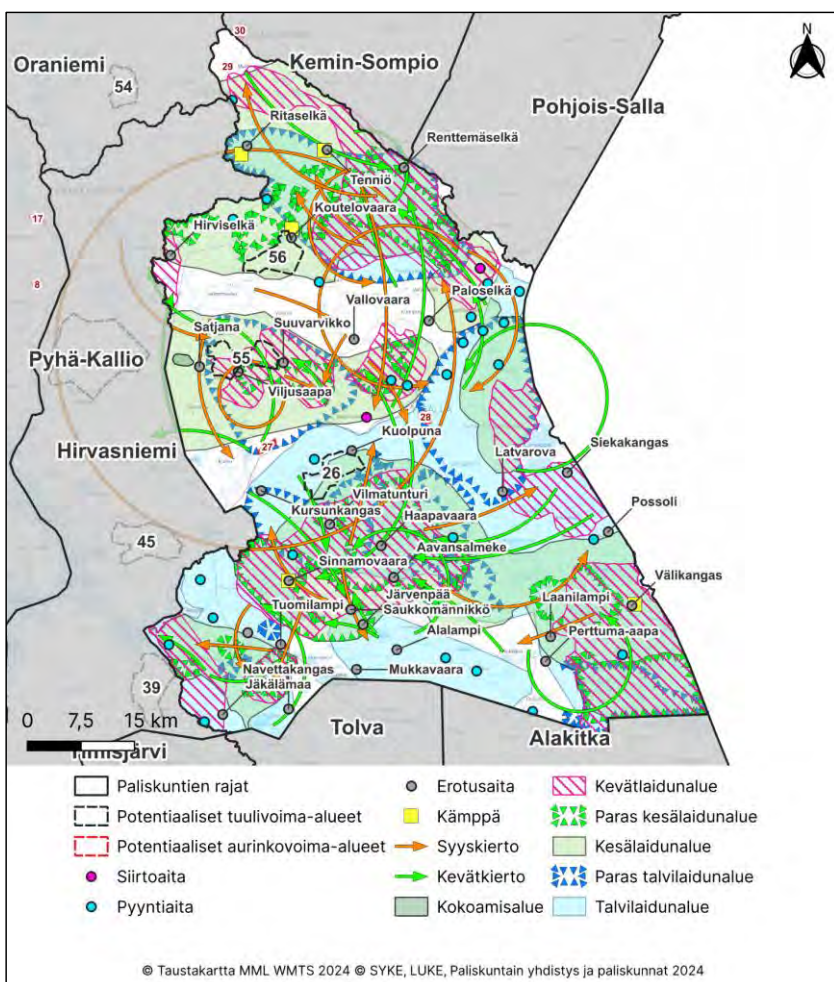 30
Kemin-Sompio
Oraniemi
29
54
Pohjois-Salla
Ritaselkä
Renttemäselkä
Tenniö
Koutelovaara
17
Hirviselkä
56
8
Vallovaara
Paloselkä
Satjana
Suuvarvikko
55
Pyhä-Kallio
Viljusaapa
28
Kuolpuna
27
Hirvasniemi
Latvarova
Siekakangas
26
Vilmatunturi
Kursunkangas
Haapavaara
Possoli
45
Aavansalmeke
Sinnamovaara
Välikangas
Järvenpää
Laanilampi
Tuomilampi
Saukkorominikkö
Perttuma-aapa
Alalampi
Navettakangas
Mukkavaara
39
Jäkälämaa
0 7,5 15 km
Tolva
Alakitka
Paliskuntien rajat
Potentiaaliset tuulivoima-alueet
Potentiaaliset aurinkovoima-alueet
Siirtoaita
Pyyntiaita
Erotusaita
Kämppä
Syyskierto
Kevätkierto
Kokoamisalue
Kevätlaidunalue
Paras kesälaidunalue
Kesälaidunalue
Paras talvilaidunalue
Talvilaidunalue
© Taustakartta MML WMTS 2024 © SYKE, LUKE, Paliskuntain yhdistys ja paliskunnat 2024